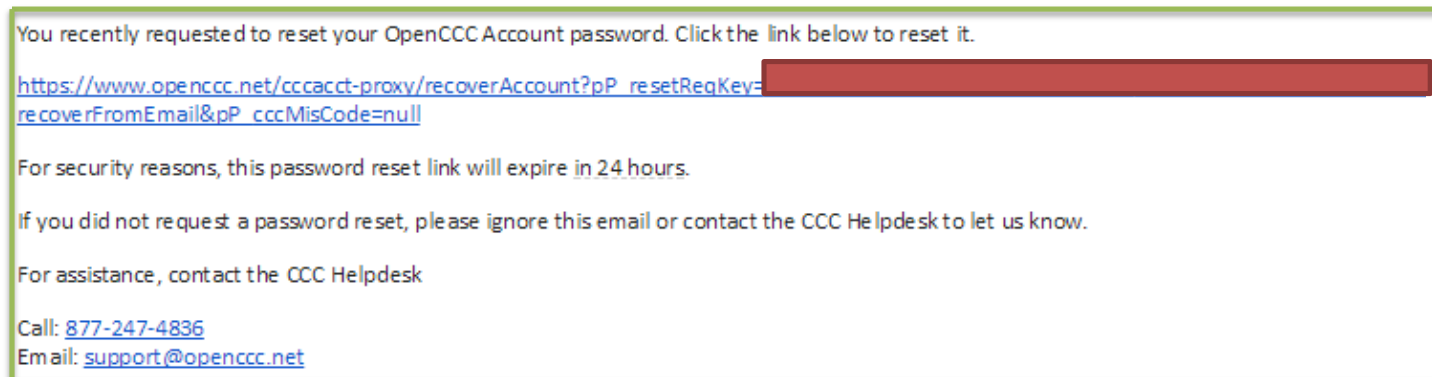 You recently requested to reset your OpenCCC Account password. Click the link below to reset it.
https://www.openccc.net/cccacct-proxy/recoverAccount?pP_resetReqKey=
recoverFromEmail&pP_cccMisCode=null
For security reasons, this password reset link will expire in 24 hours.
If you did not request a password reset, please ignore this email or contact the CCC Helpdesk to let us know.
For assistance, contact the CCC Helpdesk
Call: 877-247-4836
Email: support@openccc.net